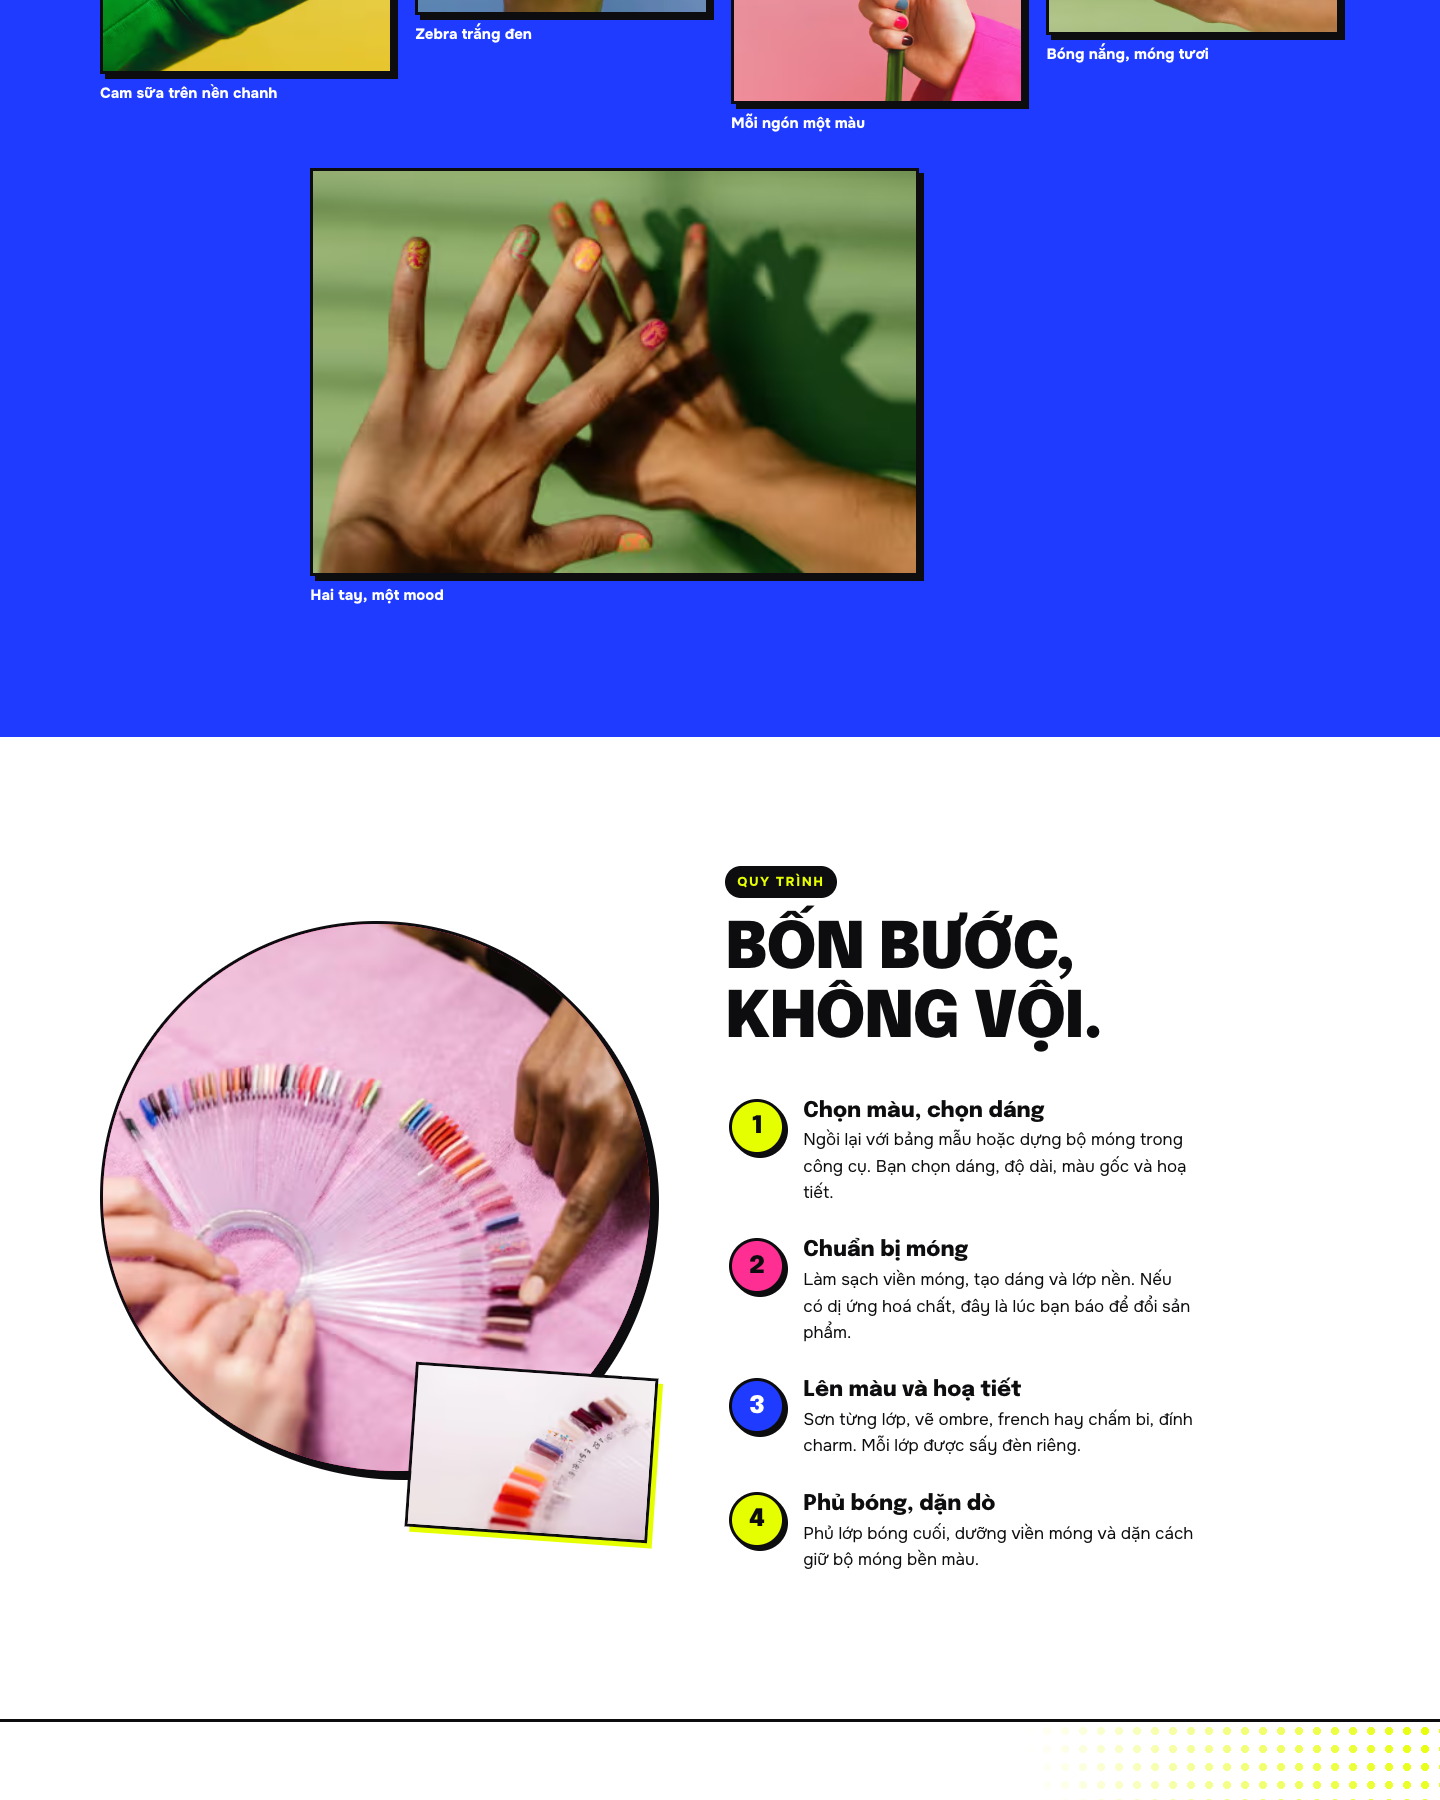 Zebra trắng đen
Bóng nắng, móng tươi
Cam sữa trên nền chanh
Mỗi ngón một màu
Hai tay, một mood
QUY TRÌNH
BỐN BƯỚC,
KHÔNG VỘI.
1
Chọn màu, chọn dáng
Ngồi lại với bảng mẫu hoặc dựng bộ móng trong
công cụ. Bạn chọn dáng, độ dài, màu gốc và hoạ
tiết.
2
Chuẩn bị móng
Làm sạch viền móng, tạo dáng và lớp nền. Nếu
có dị ứng hoá chất, đây là lúc bạn báo để đổi sản
phẩm.
3
Lên màu và hoạ tiết
Sơn từng lớp, vẽ ombre, french hay chấm bi, đính
charm. Mỗi lớp được sấy đèn riêng.
4
Phủ bóng, dặn dò
Phủ lớp bóng cuối, dưỡng viền móng và dặn cách
giữ bộ móng bền màu.